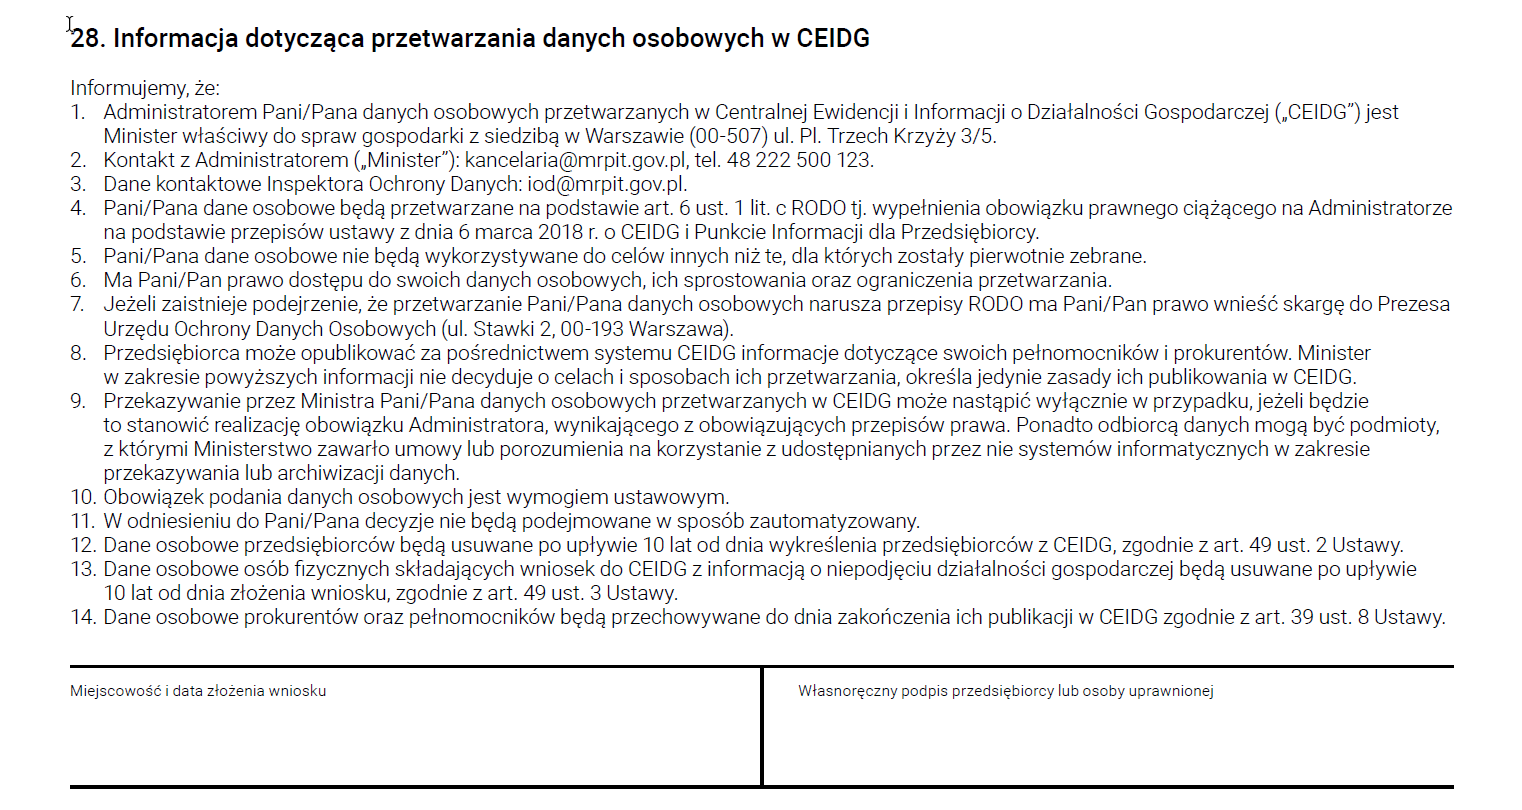 28. Informacja dotycząca przetwarzania danych osobowych w CEIDG
Informujemy, że:
1. Administratorem Pani/Pana danych osobowych przetwarzanych w Centralnej Ewidencji i Informacji o Działalności Gospodarczej („CEIDG”) jest
Minister właściwy do spraw gospodarki z siedzibą w Warszawie (00-507) ul. Pl. Trzech Krzyży 3/5.
2. Kontakt z Administratorem („Minister”): kancelaria@mrpit.gov.pl, tel. 48 222 500 123.
3. Dane kontaktowe Inspektora Ochrony Danych: iod@mrpit.gov.pl.
4. Pani/Pana dane osobowe będą przetwarzane na podstawie art. 6 ust. 1 lit. c RODO tj. wypełnienia obowiązku prawnego ciążącego na Administratorze
na podstawie przepisów ustawy z dnia 6 marca 2018 r. o CEIDG i Punkcie Informacji dla Przedsiębiorcy.
5. Pani/Pana dane osobowe nie będą wykorzystywane do celów innych niż te, dla których zostały pierwotnie zebrane.
6. Ma Pani/Pan prawo dostępu do swoich danych osobowych, ich sprostowania oraz ograniczenia przetwarzania.
7. Jeżeli zaistnieje podejrzenie, że przetwarzanie Pani/Pana danych osobowych narusza przepisy RODO ma Pani/Pan prawo wnieść skargę do Prezesa
Urzędu Ochrony Danych Osobowych (ul. Stawki 2, 00-193 Warszawa).
8. Przedsiębiorca może opublikować za pośrednictwem systemu CEIDG informacje dotyczące swoich pełnomocników i prokurentów. Minister
w zakresie powyższych informacji nie decyduje o celach i sposobach ich przetwarzania, określa jedynie zasady ich publikowania w CEIDG.
9. Przekazywanie przez Ministra Pani/Pana danych osobowych przetwarzanych w CEIDG może nastąpić wyłącznie w przypadku, jeżeli będzie
to stanowić realizację obowiązku Administratora, wynikającego z obowiązujących przepisów prawa. Ponadto odbiorcą danych mogą być podmioty,
z którymi Ministerstwo zawarło umowy lub porozumienia na korzystanie z udostępnianych przez nie systemów informatycznych w zakresie
przekazywania lub archiwizacji danych.
10. Obowiązek podania danych osobowych jest wymogiem ustawowym.
11. W odniesieniu do Pani/Pana decyzje nie będą podejmowane w sposób zautomatyzowany.
12. Dane osobowe przedsiębiorców będą usuwane po upływie 10 lat od dnia wykreślenia przedsiębiorców z CEIDG, zgodnie z art. 49 ust. 2 Ustawy.
13. Dane osobowe osób fizycznych składających wniosek do CEIDG z informacją o niepodjęciu działalności gospodarczej będą usuwane po upływie
10 lat od dnia złożenia wniosku, zgodnie z art. 49 ust. 3 Ustawy.
14. Dane osobowe prokurentów oraz pełnomocników będą przechowywane do dnia zakończenia ich publikacji w CEIDG zgodnie z art. 39 ust. 8 Ustawy.
Miejscowość i data złożenia wniosku
Własnoręczny podpis przedsiębiorcy lub osoby uprawnionej